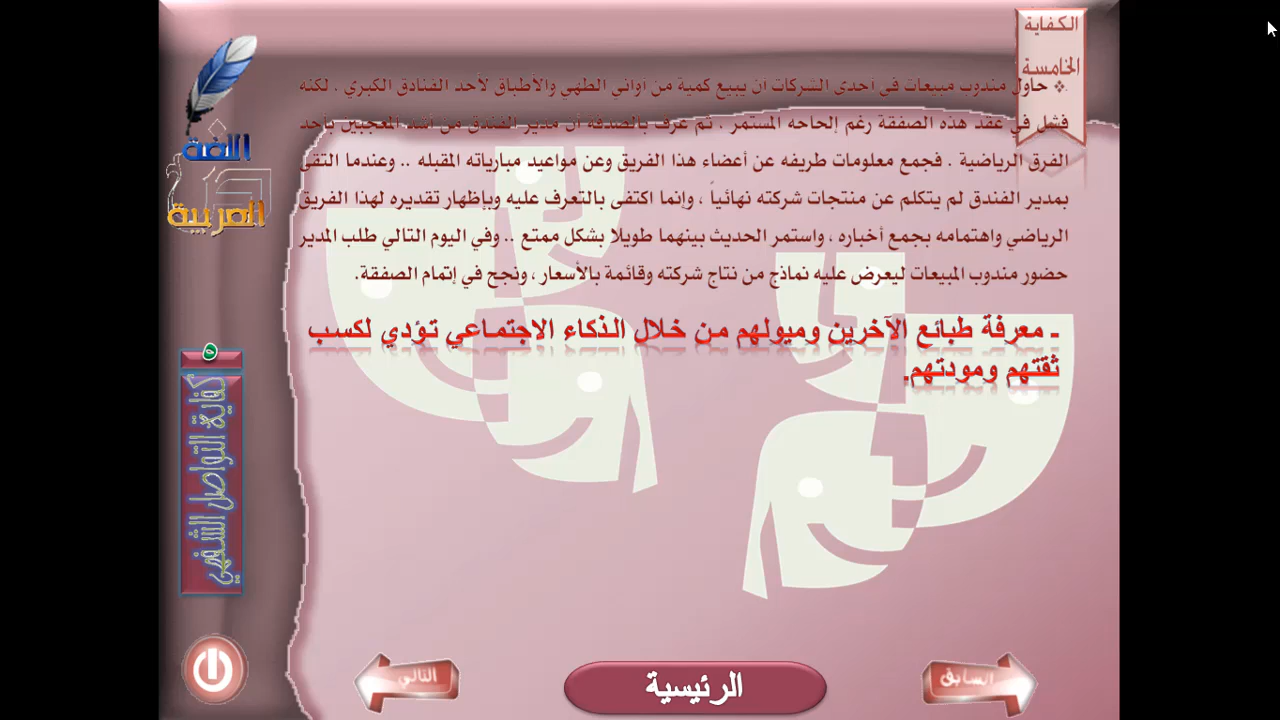 الكفاية
الخامسة
❖ حاول مندوب مبيعات في أحدى الشركات أن يبيع كمية من أواني الطهي والأطباق لأحد الفنادق الكبري . لكنه
فشل في عقد هذه الصفقة رغم إلحاحه المستمر . ثم عرف بالصدفه أن مدير الفندق من أشد المعجبين بأحد
الفرق الرياضية . فجمع معلومات طريفه عن أعضاء هذا الفريق وعن مواعيد مبارياته المقبله .. وعندما التقى
بمدير الفندق لم يتكلم عن منتجات شركته نهائياً ، وإنما اكتفى بالتعرف عليه وبإظهار تقديره لهذا الفريق
الرياضي واهتمامه بجمع أخباره ، واستمر الحديث بينهما طويلا بشكل ممتع .. وفي اليوم التالي طلب المدير
حضور مندوب المبيعات ليعرض عليه نماذج من نتاج شركته وقائمة بالأسعار ، ونجح في إتمام الصفقة.
ـ معرفة طبائع الآخرين وميولهم من خلال الذكاء الاجتماعي تؤدي لكسب
ثقتهم ومودتهم.
اللغة
العربية
٥
كفاية التواصل الشفهي
السابق
الرئيسية
التالي